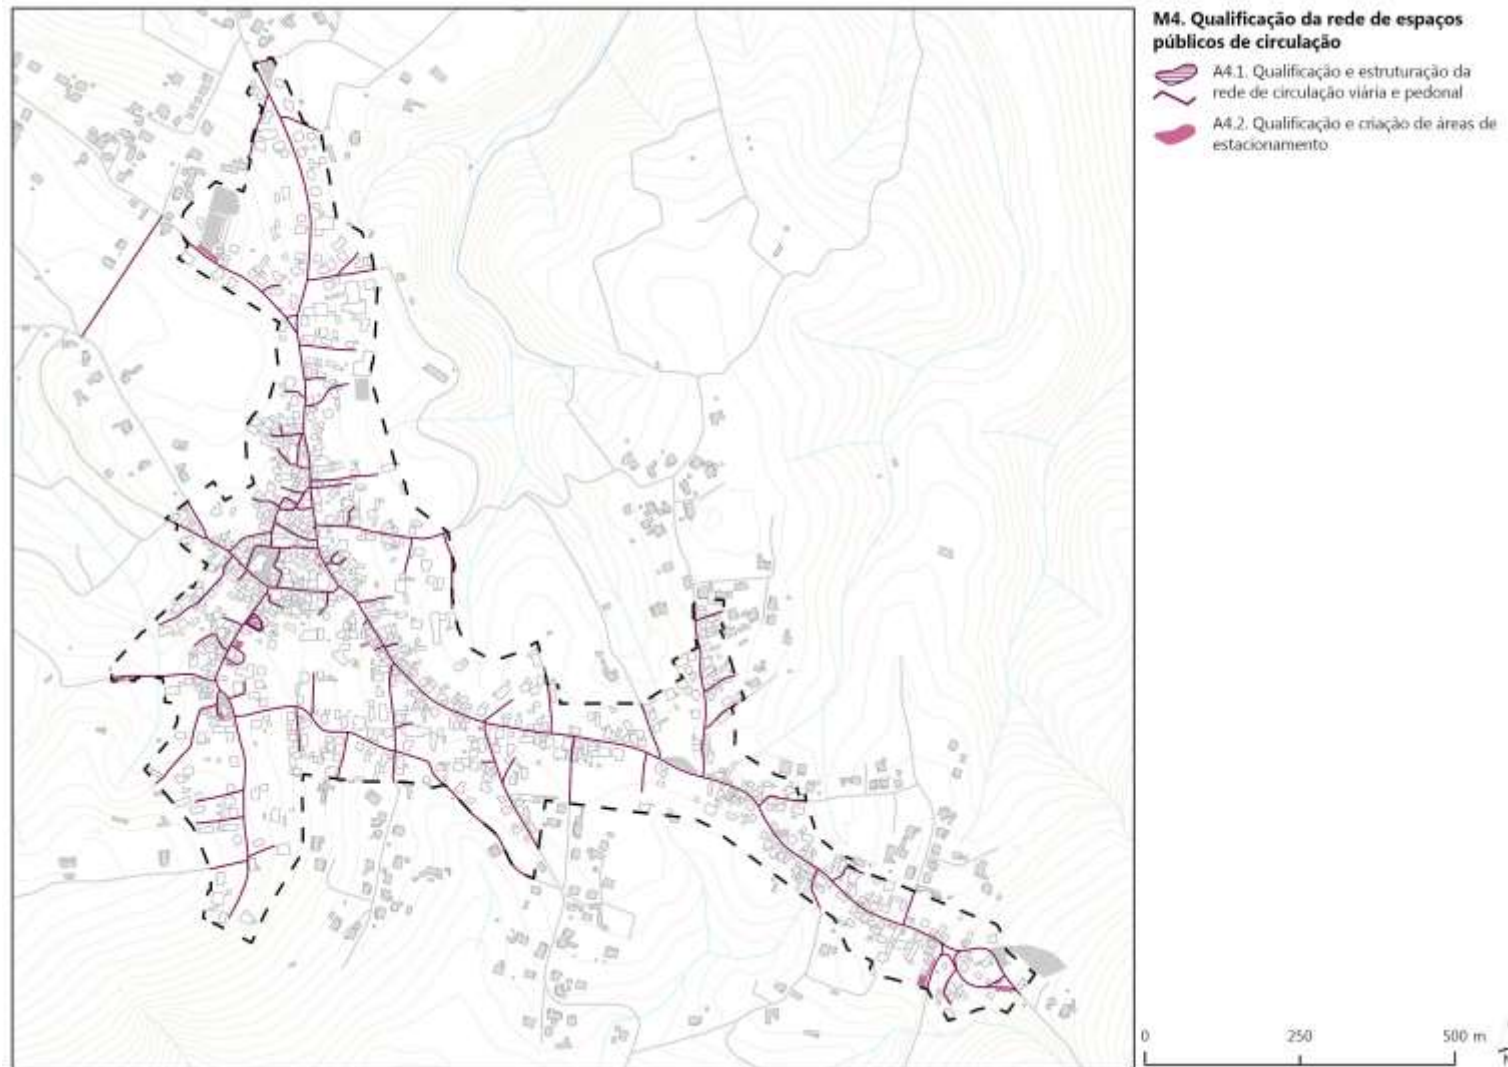 M4. Qualificação da rede de espaços
públicos de circulação
A4.1. Qualificação e estruturação da
rede de circulação viária e pedonal
A4.2. Qualificação e criação de áreas de
estacionamento
0 250 500 m